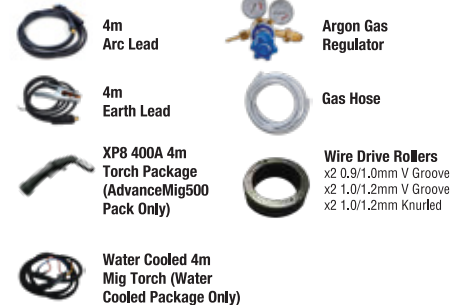 4m
Arc Lead
Argon Gas
Regulator
4m
Earth Lead
Gas Hose
XP8 400A 4m
Torch Package
(AdvanceMig500
Pack Only)
Wire Drive Rollers
x2 0.9/1.0mm V Groove
x2 1.0/1.2mm V Groove
x2 1.0/1.2mm Knurled
Water Cooled 4m
Mig Torch (Water
Cooled Package Only)